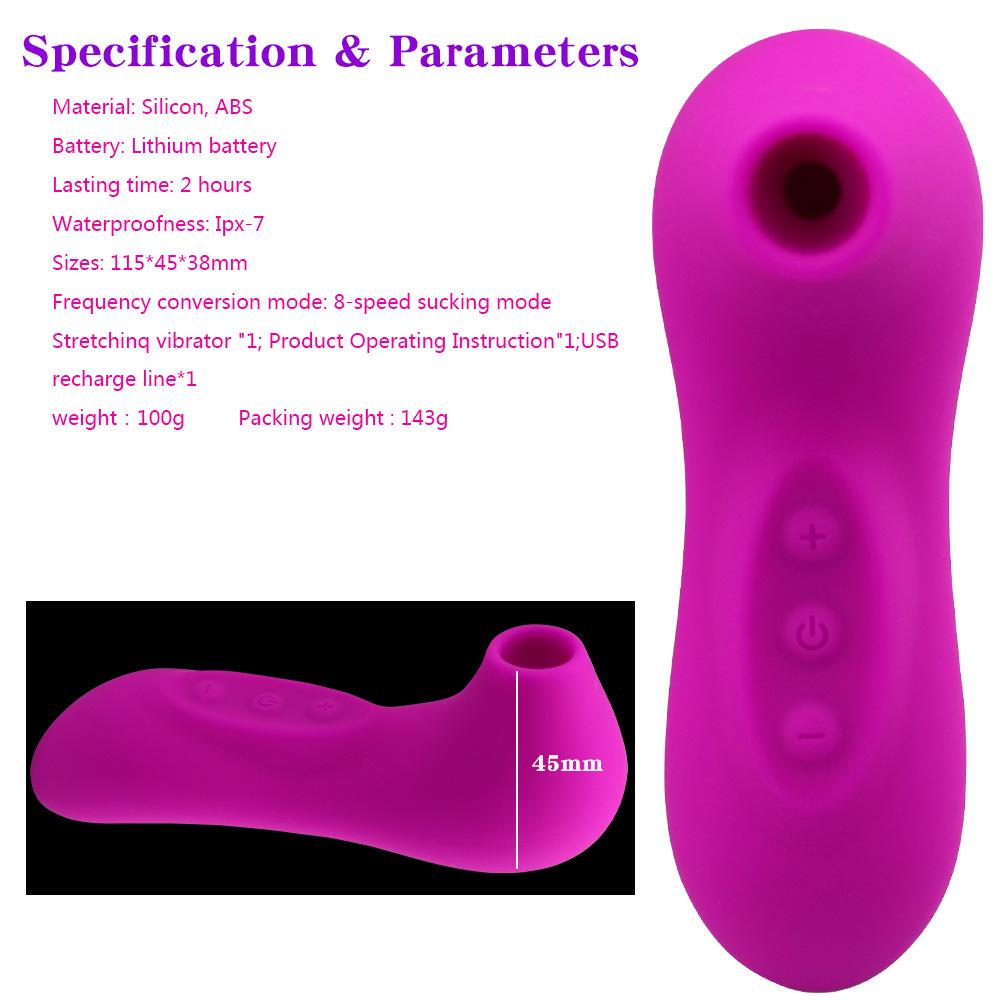 Specification & Parameters
Material: Silicon, ABS
Battery: Lithium battery
Lasting time: 2 hours
Waterproofness: Ipx-7
Sizes: 115*45*38mm
Frequency conversion mode: 8-speed sucking mode
Stretchinq vibrator "1; Product Operating Instruction"1;USB
recharge line*1
weight : 100g Packing weight : 143g
45mm